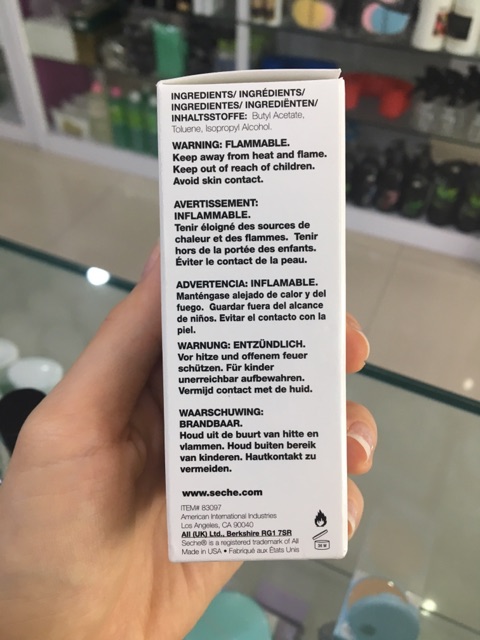 INGREDIENTS/ INGRÉDIENTS/
INGREDIENTES/ INGREDIËNTEN/
INHALTSSTOFFE: Butyl Acetate,
Toluene, Isopropyl Alcohol.
WARNING: FLAMMABLE.
Keep away from heat and flame.
Keep out of reach of children.
Avoid skin contact.
AVERTISSEMENT:
INFLAMMABLE.
Tenir éloigné des sources de
chaleur et des flammes. Tenir
hors de la portée des enfants.
Éviter le contact de la peau.
ADVERTENCIA: INFLAMABLE.
Manténgase alejado de calor y del
fuego. Guardar fuera del alcance
de niños. Evitar el contacto con la
piel.
WARNUNG: ENTZÜNDLICH.
Vor hitze und offenem feuer
schützen. Für kinder
unerreichbar aufbewahren.
Vermijd contact met de huid.
WAARSCHUWING:
BRANDBAAR.
Houd uit de buurt van hitte en
vlammen. Houd buiten bereik
van kinderen. Hautkontakt zu
vermeiden.
www.seche.com
ITEM# 83097
American International Industries
Los Angeles, CA 90040
AII (UK) Ltd., Berkshire RG1 7SR
Seche® is a registered trademark of AII
Made in USA • Fabriqué aux États Unis